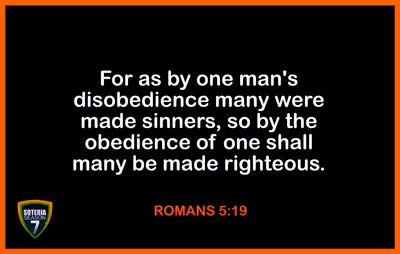 For as by one man's
disobedience many were
made sinners, so by the
obedience of one shall
many be made righteous.
ROMANS 5:19
SOTERIA
SEASON
7